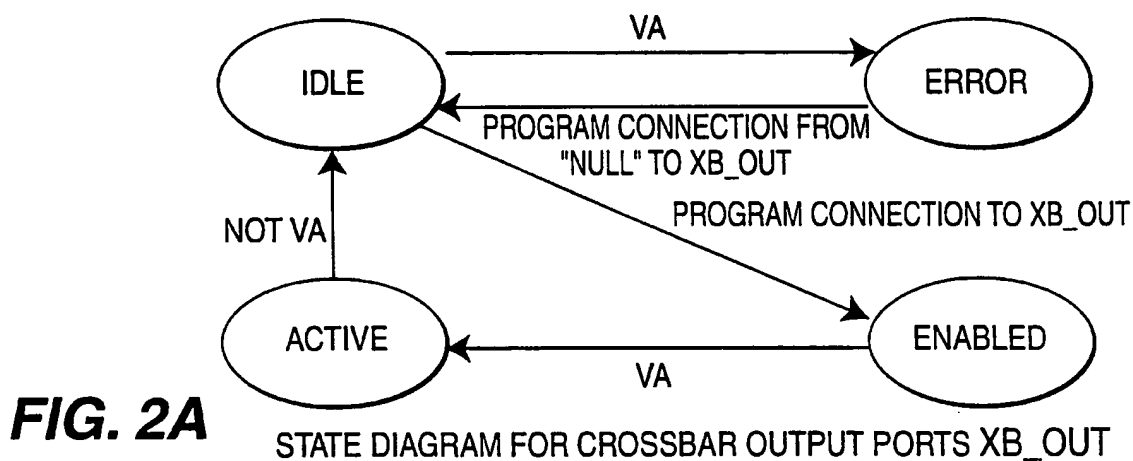 VA
IDLE
ERROR
PROGRAM CONNECTION FROM
"NULL" TO XB_OUT
PROGRAM CONNECTION TO XB_OUT
NOT VA
ACTIVE
ENABLED
VA
FIG. 2A
STATE DIAGRAM FOR CROSSBAR OUTPUT PORTS XB_OUT